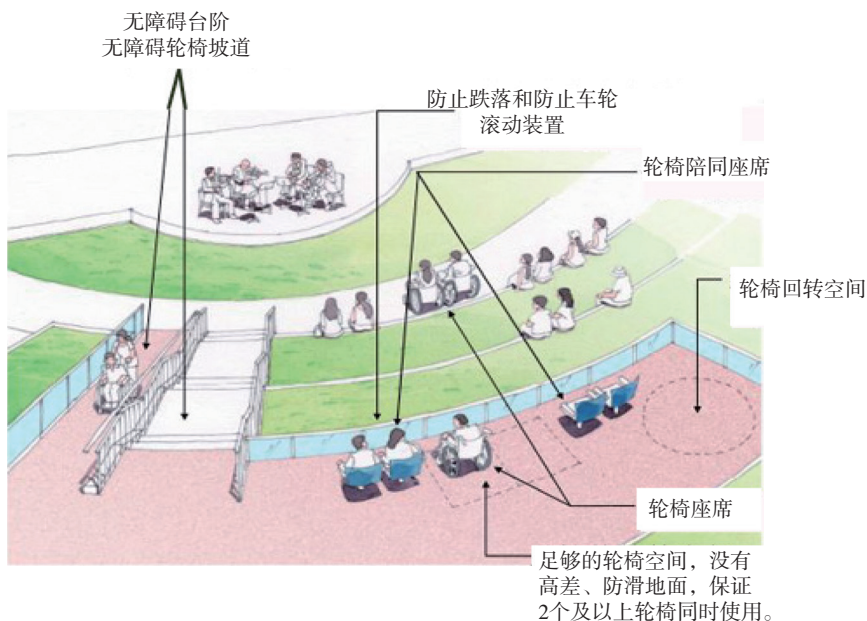 无障碍台阶
无障碍轮椅坡道
防止跌落和防止车轮
滚动装置
轮椅陪同座席
轮椅回转空间
轮椅座席
足够的轮椅空间，没有
高差、防滑地面，保证
2个及以上轮椅同时使用。